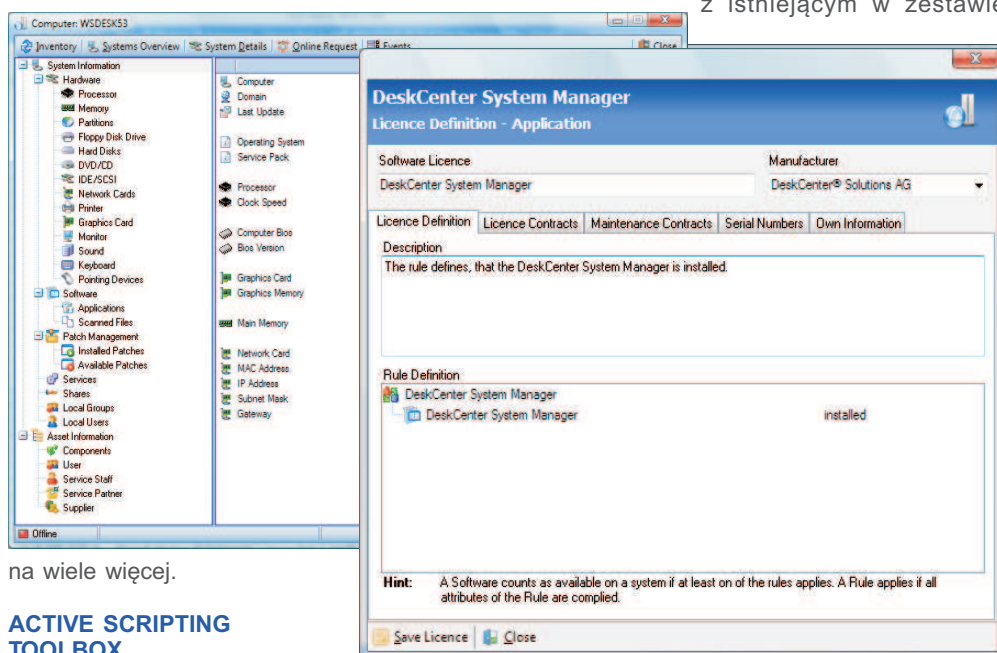 z istniejącym w zestawie
Computer: WSDESK53
Inventory Systems Overview System Details Online Request Events Close
System Information
Hardware
Processor
Memory
Partitions
Floppy Disk Drive
Hard Disks
DVD/CD
IDE/SCSI
Network Cards
Printer
Graphics Card
Monitor
Sound
Keyboard
Pointing Devices
Software
Applications
Scanned Files
Patch Management
Installed Patches
Available Patches
Services
Shares
Local Groups
Local Users
Asset Information
Components
User
Service Staff
Service Partner
Supplier
Computer
Domain
Last Update
Operating System
Service Pack
Processor
Clock Speed
Computer Bios
Bios Version
Graphics Card
Graphics Memory
Main Memory
Network Card
MAC Address
IP Address
Subnet Mask
Gateway
Offline
DeskCenter System Manager
Licence Definition - Application
Software Licence Manufacturer
DeskCenter System Manager DeskCenter® Solutions AG
Licence Definition Licence Contracts Maintenance Contracts Serial Numbers Own Information
Description
The rule defines, that the DeskCenter System Manager is installed.
Rule Definition
DeskCenter System Manager
DeskCenter System Manager installed
Hint: A Software counts as available on a system if at least on of the rules applies. A Rule applies if all
attributes of the Rule are complied.
Save Licence Close
na wiele więcej.
ACTIVE SCRIPTING
TOOLBOX